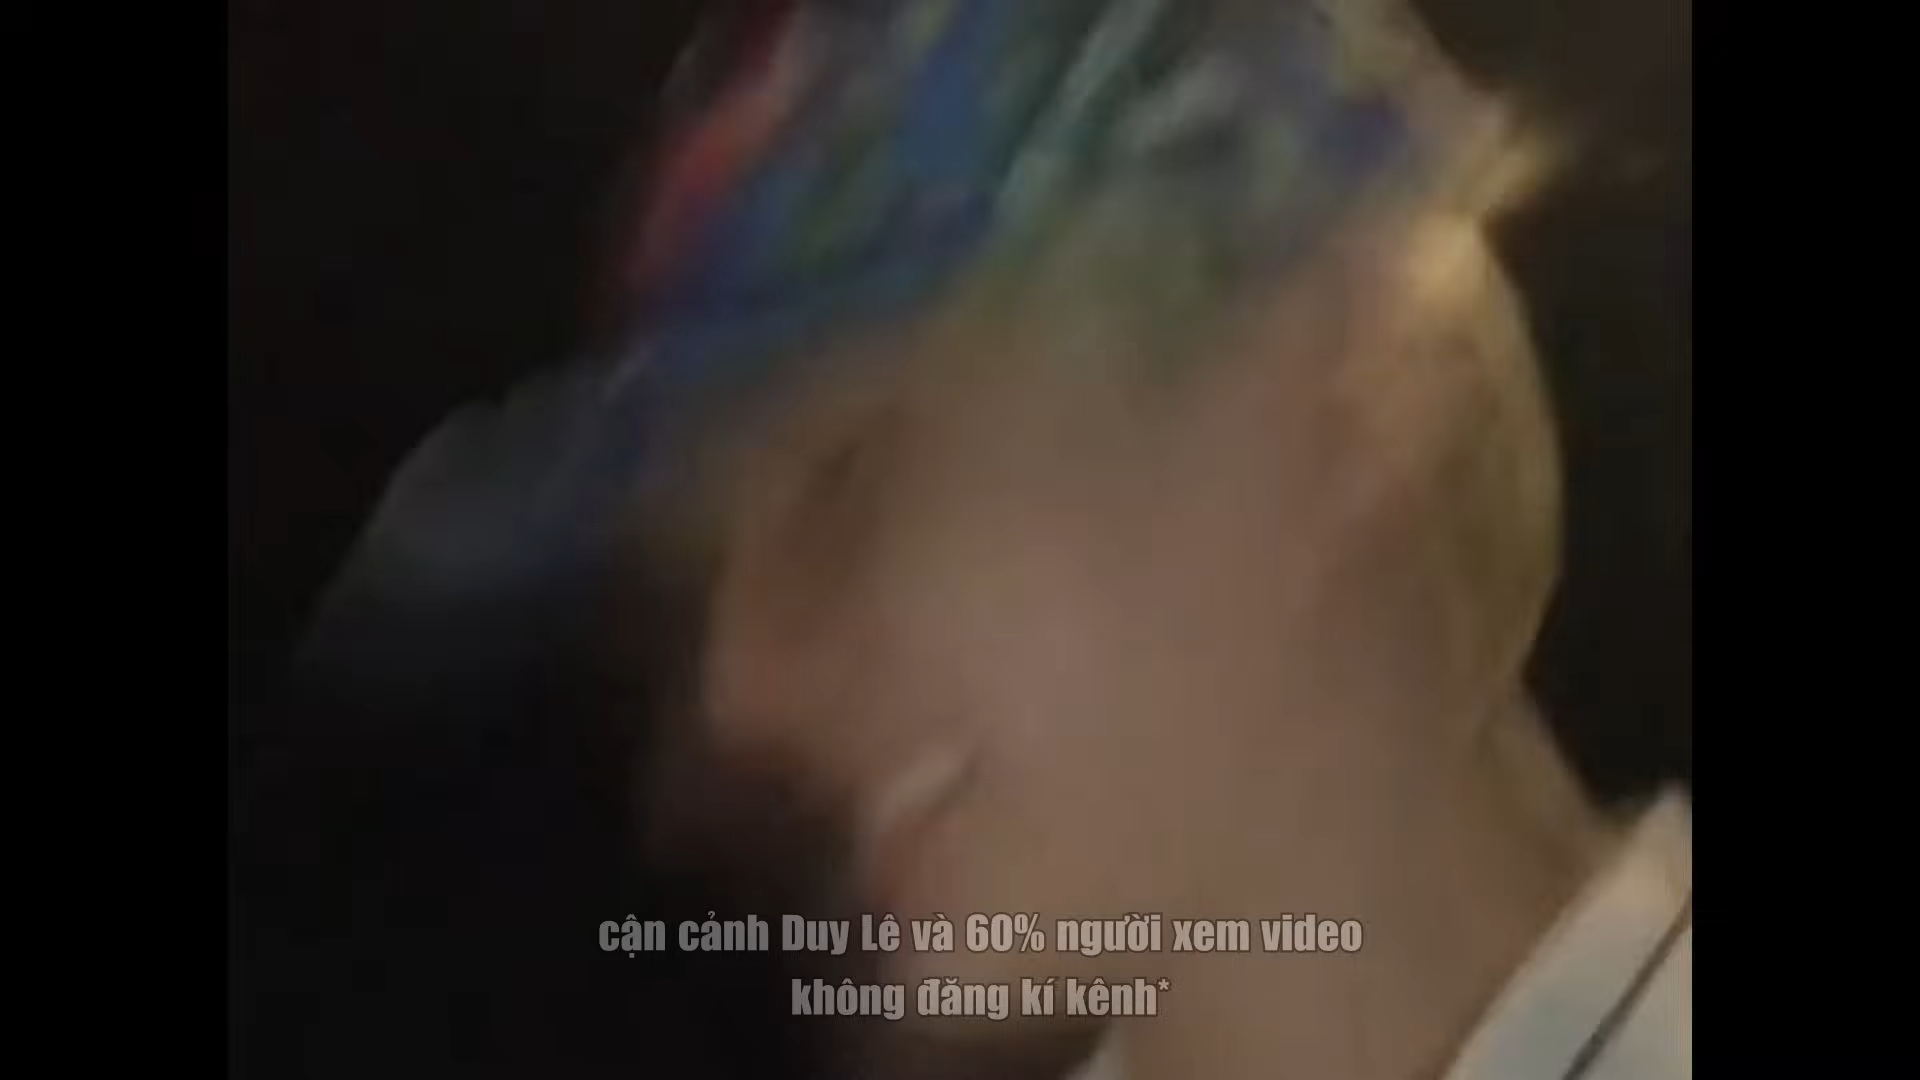 cận cảnh Duy Lê và 60% người xem video
không đăng kí kênh*